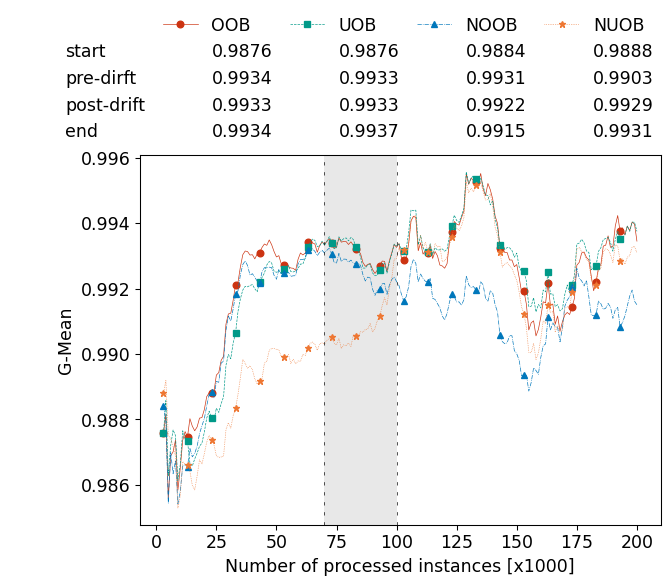 OOB UOB NOOB NUOB
start 0.9876 0.9876 0.9884 0.9888
pre-dirft 0.9934 0.9933 0.9931 0.9903
post-drift 0.9933 0.9933 0.9922 0.9929
end 0.9934 0.9937 0.9915 0.9931
0.996
0.994
0.992
0.990
0.988
0.986
G-Mean
0 25 50 75 100 125 150 175 200
Number of processed instances [x1000]